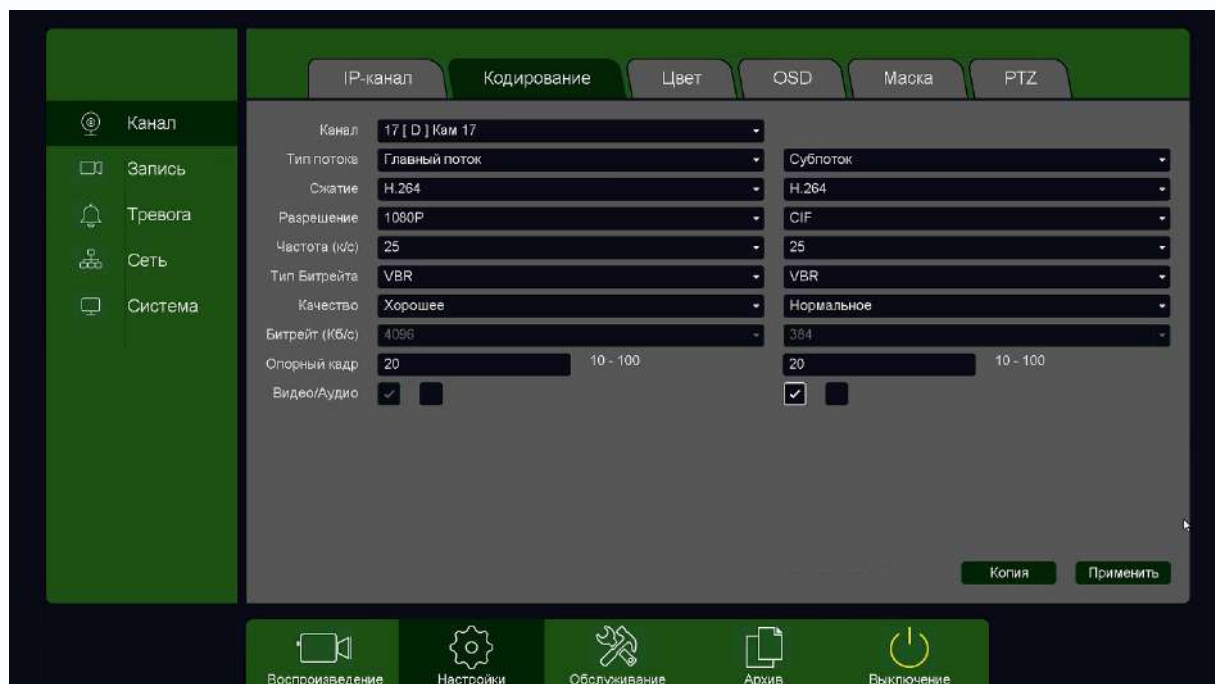 IP-канал Кодирование Цвет OSD Маска PTZ
Канал
Запись
Тревога
Сеть
Система
Канал 17 [ D ] Кам 17
Тип потока Главный поток Субпоток
Сжатие H.264 H.264
Разрешение 1080P CIF
Частота (к/с) 25 25
Тип Битрейта VBR VBR
Качество Хорошее Нормальное
Битрейт (Кб/с) 4096 384
Опорный кадр 20 10 - 100 20 10 - 100
Видео/Аудио
Копия Применить
Воспроизведение Настройки Обслуживание Архив Выключение